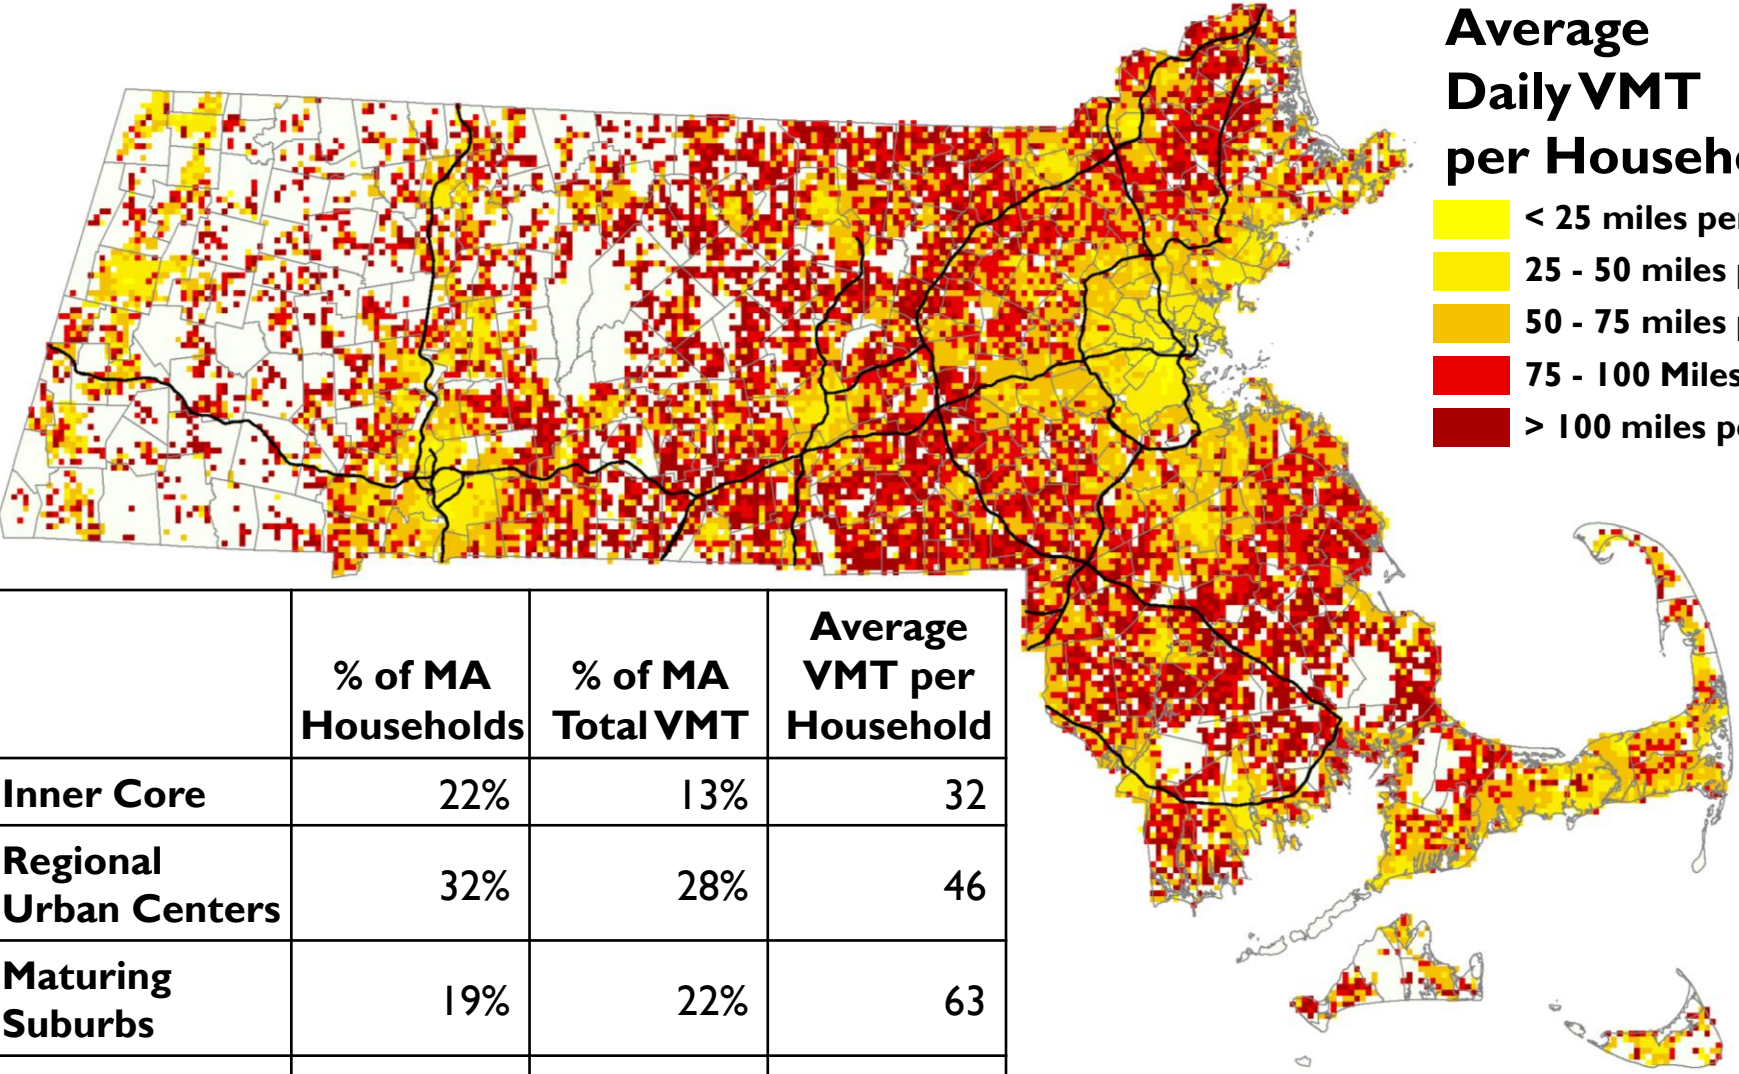 Average
Daily VMT
per Househo
< 25 miles per
25 - 50 miles p
50 - 75 miles p
75 - 100 Miles
> 100 miles pe
% of MA Households % of MA Total VMT Average VMT per Household
Inner Core 22% 13% 32
Regional Urban Centers 32% 28% 46
Maturing Suburbs 19% 22% 63